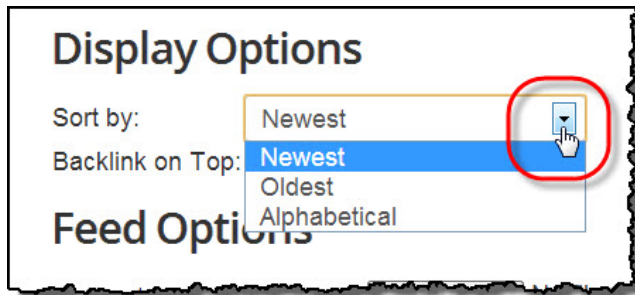 Display Options
Sort by: Newest
Backlink on Top: Newest
Oldest
Alphabetical
Feed Options